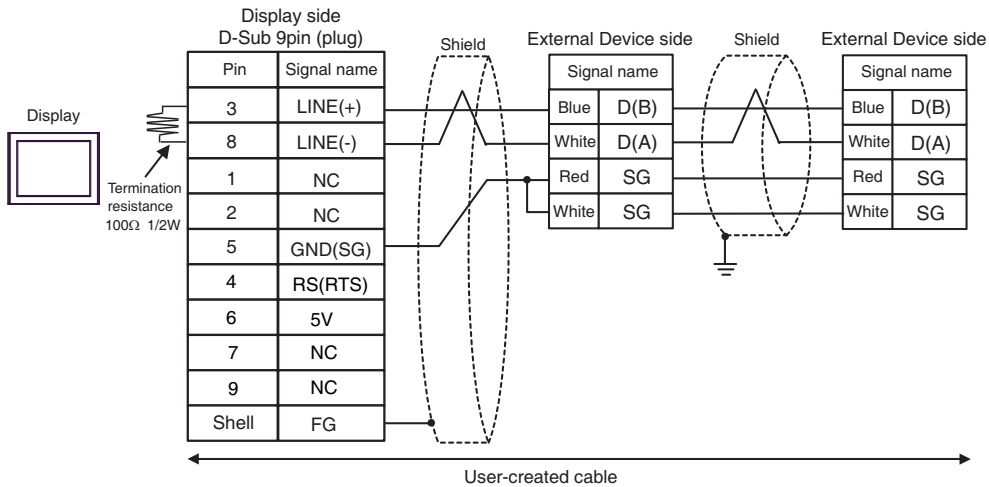 Display side
D-Sub 9pin (plug)
Shield
External Device side
Shield
External Device side
Pin Signal name
Signal name
Signal name
Display
3 LINE(+)
Blue D(B)
Blue D(B)
8 LINE(-)
White D(A)
White D(A)
Termination
resistance
100Ω 1/2W
1 NC
Red SG
Red SG
2 NC
White SG
White SG
5 GND(SG)
4 RS(RTS)
6 5V
7 NC
9 NC
Shell FG
User-created cable